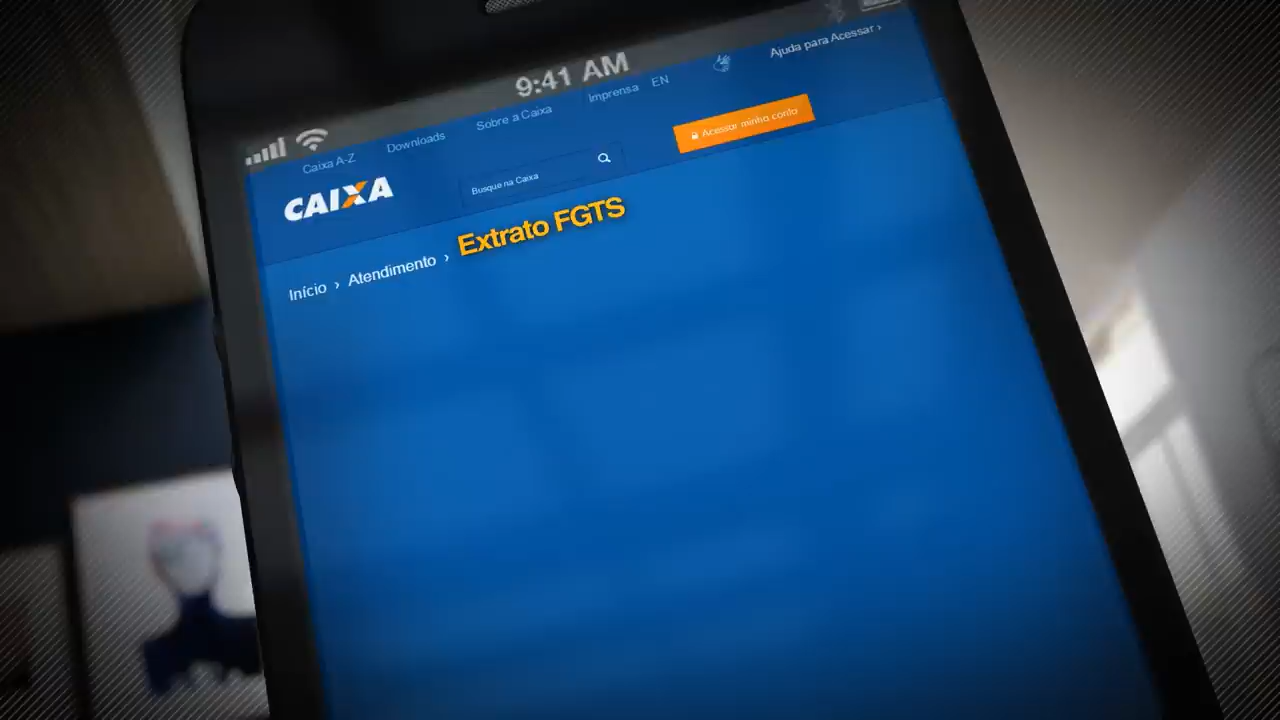 9:41 AM
Caixa A-Z Downloads Sobre a Caixa Imprensa EN Ajuda para Acessar ›
CAIXA Busque na Caixa Acessar minha conta
Início › Atendimento › Extrato FGTS